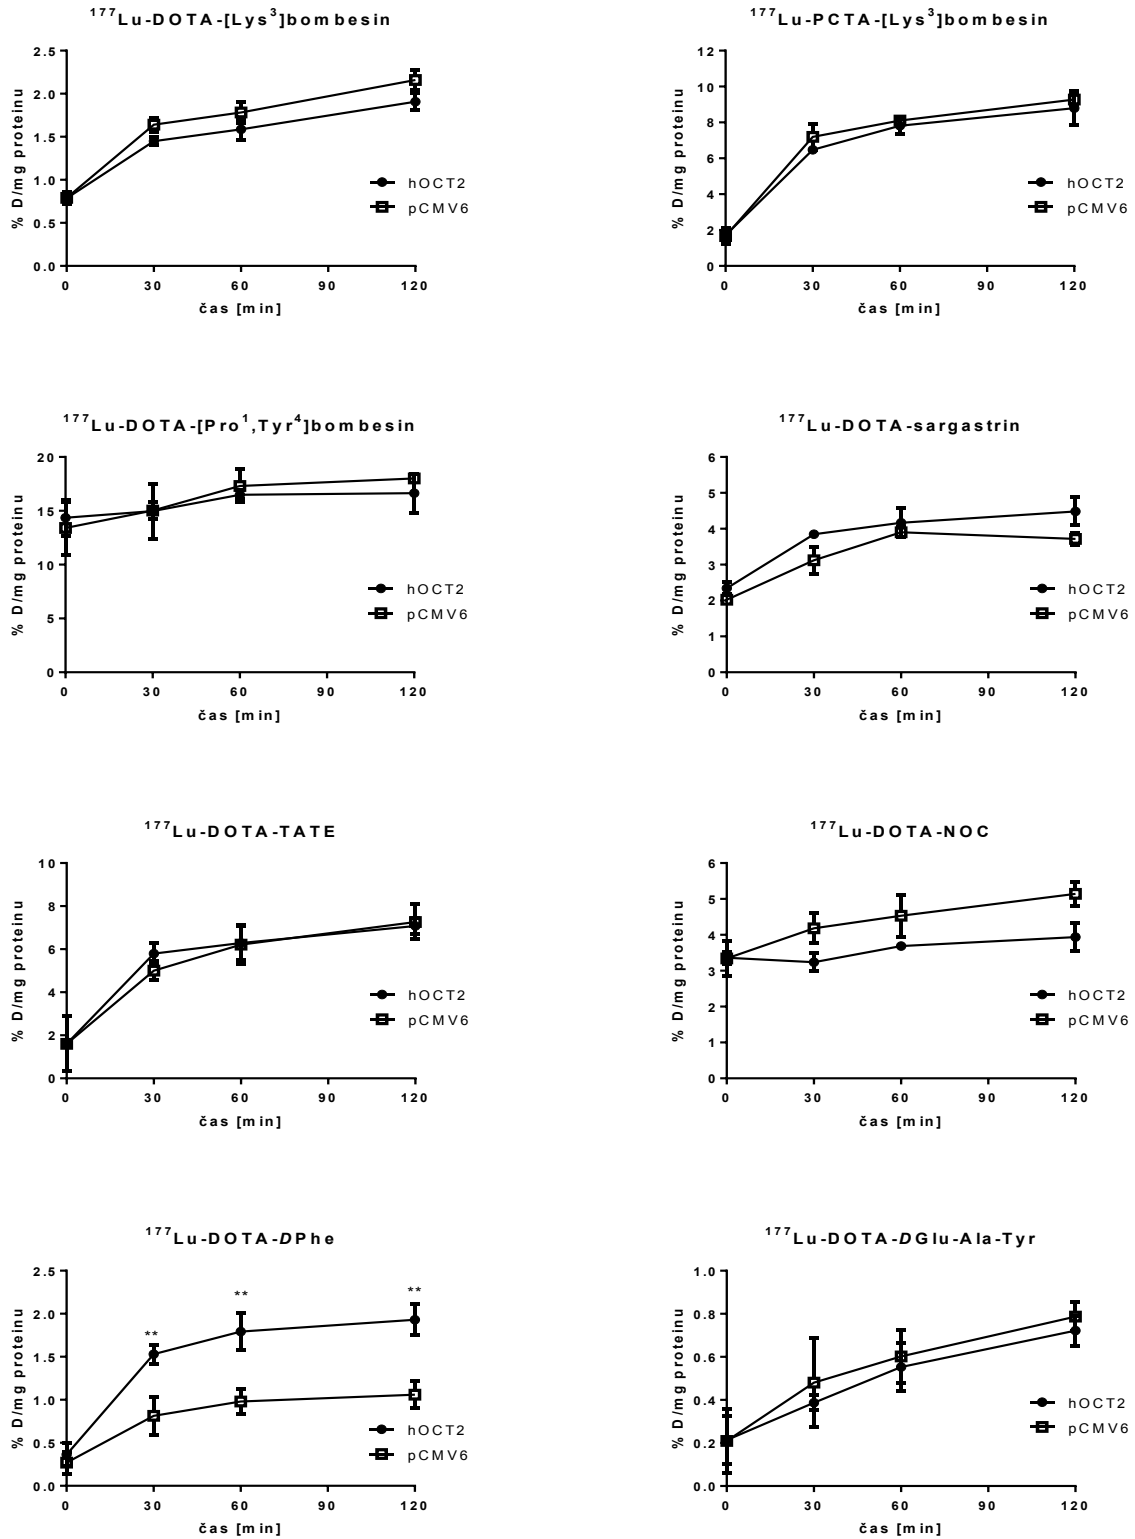 ¹⁷⁷Lu-DOTA-[Lys³]bombesin
2.5
2.0
1.5
1.0
0.5
0.0
% D/mg proteinu
hOCT2
pCMV6
0 30 60 90 120
čas [min]
¹⁷⁷Lu-PCTA-[Lys³]bombesin
12
10
8
6
4
2
0
% D/mg proteinu
hOCT2
pCMV6
0 30 60 90 120
čas [min]
¹⁷⁷Lu-DOTA-[Pro¹,Tyr⁴]bombesin
20
15
10
5
0
% D/mg proteinu
hOCT2
pCMV6
0 30 60 90 120
čas [min]
¹⁷⁷Lu-DOTA-sargastrin
6
5
4
3
2
1
0
% D/mg proteinu
hOCT2
pCMV6
0 30 60 90 120
čas [min]
¹⁷⁷Lu-DOTA-TATE
10
8
6
4
2
0
% D/mg proteinu
hOCT2
pCMV6
0 30 60 90 120
čas [min]
¹⁷⁷Lu-DOTA-NOC
6
5
4
3
2
1
0
% D/mg proteinu
hOCT2
pCMV6
0 30 60 90 120
čas [min]
¹⁷⁷Lu-DOTA-DPhe
2.5
2.0
1.5
1.0
0.5
0.0
% D/mg proteinu
**
**
**
hOCT2
pCMV6
0 30 60 90 120
čas [min]
¹⁷⁷Lu-DOTA-DGlu-Ala-Tyr
1.0
0.8
0.6
0.4
0.2
0.0
% D/mg proteinu
hOCT2
pCMV6
0 30 60 90 120
čas [min]